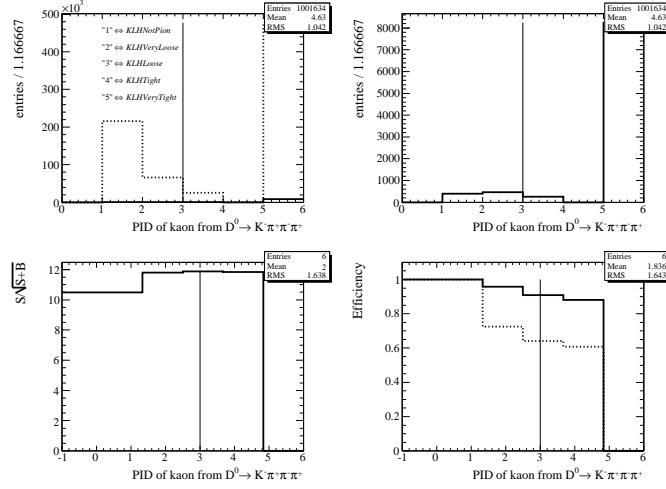 ×10³
500
400
300
200
100
0
0 1 2 3 4 5 6
entries / 1.166667
PID of kaon from D⁰→ K⁻π⁺π⁻π⁺
"1" ⇔ KLHNotPion
"2" ⇔ KLHVeryLoose
"3" ⇔ KLHLoose
"4" ⇔ KLHTight
"5" ⇔ KLHVeryTight
Entries 1001634
Mean 4.63
RMS 1.042
8000
7000
6000
5000
4000
3000
2000
1000
0
0 1 2 3 4 5 6
entries / 1.166667
PID of kaon from D⁰→ K⁻π⁺π⁻π⁺
Entries 1001634
Mean 4.63
RMS 1.042
12
10
8
6
4
2
0
-1 0 1 2 3 4 5 6
S/√S+B
PID of kaon from D⁰→ K⁻π⁺π⁻π⁺
Entries 6
Mean 2
RMS 1.638
1
0.8
0.6
0.4
0.2
0
-1 0 1 2 3 4 5 6
Efficiency
PID of kaon from D⁰→ K⁻π⁺π⁻π⁺
Entries 6
Mean 1.836
RMS 1.643